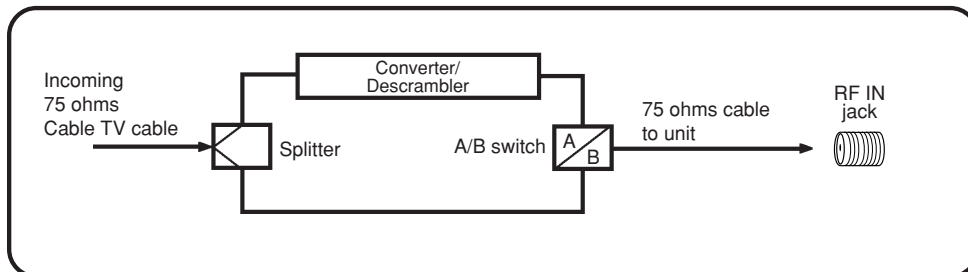 Incoming
75 ohms
Cable TV cable
Converter/
Descrambler
Splitter
A/B switch
A
B
75 ohms cable
to unit
RF IN
jack